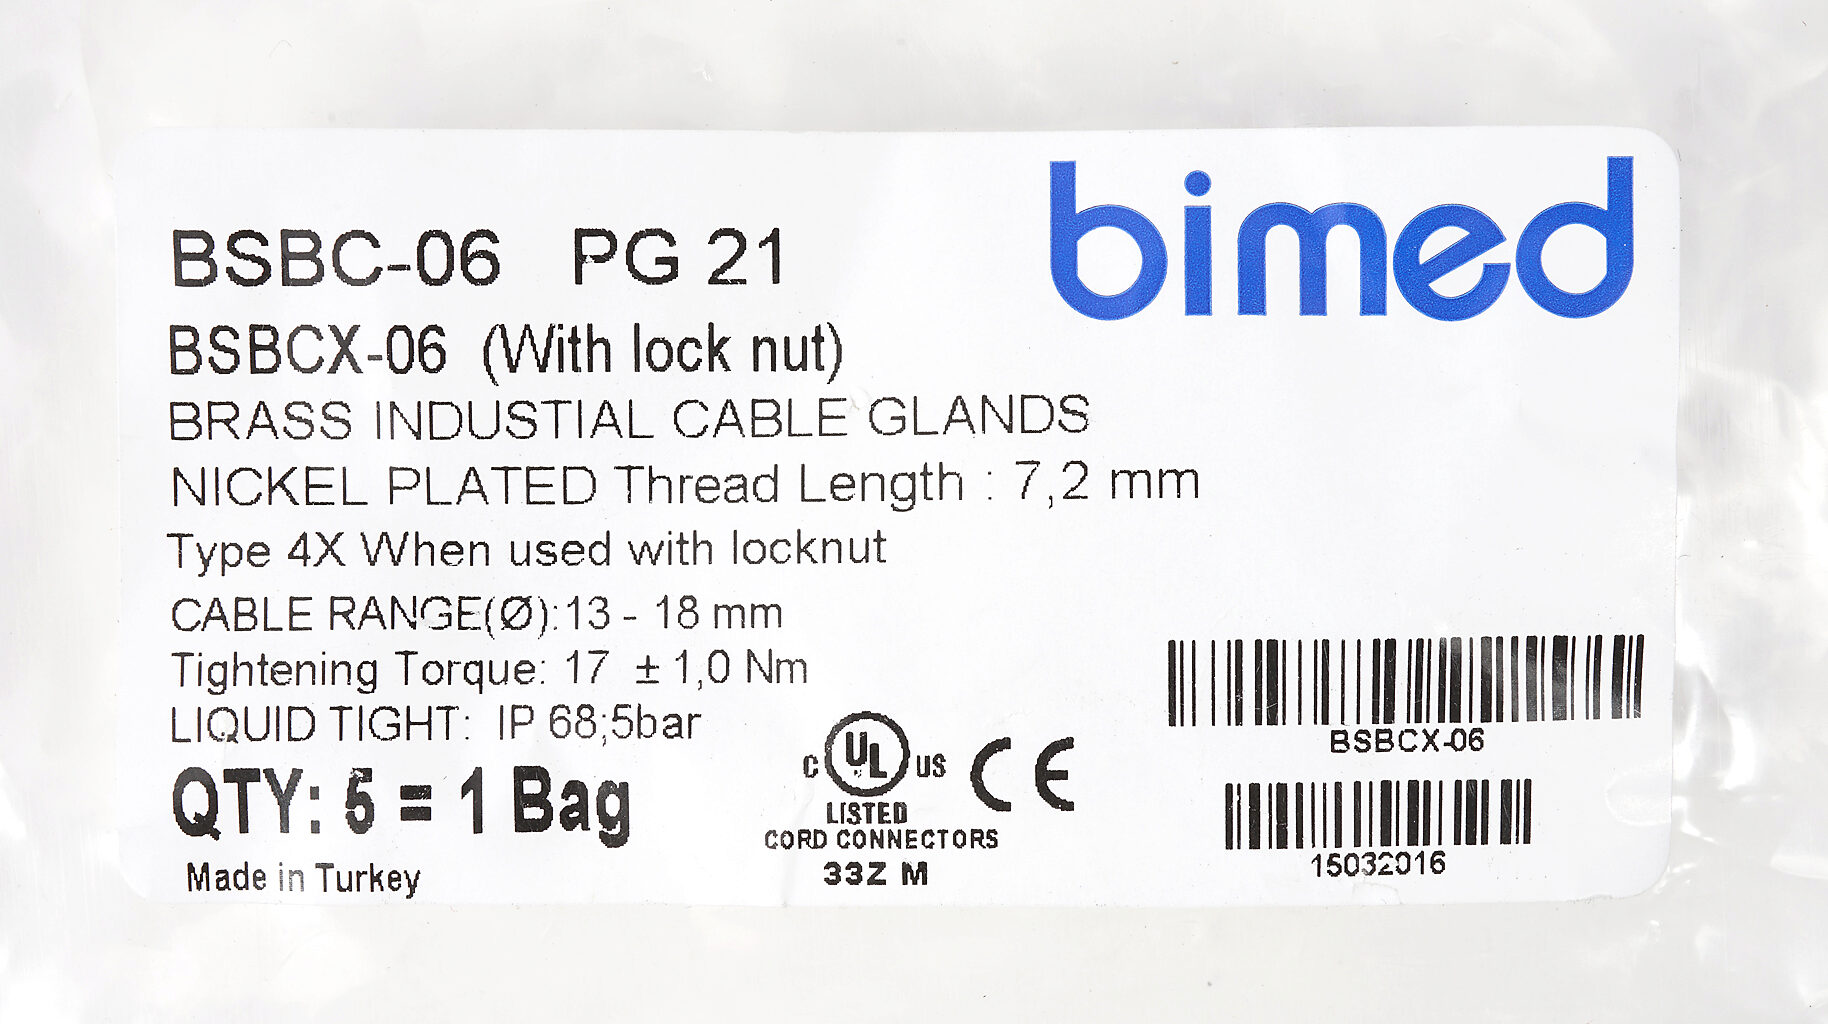 bimed
BSBC-06 PG 21
BSBCX-06 (With lock nut)
BRASS INDUSTIAL CABLE GLANDS
NICKEL PLATED Thread Length : 7,2 mm
Type 4X When used with locknut
CABLE RANGE(Ø):13 - 18 mm
Tightening Torque: 17 ± 1,0 Nm
LIQUID TIGHT: IP 68;5bar
QTY: 5 = 1 Bag
Made in Turkey
C UL US CE
LISTED
CORD CONNECTORS
33Z M
BSBCX-06
15032016